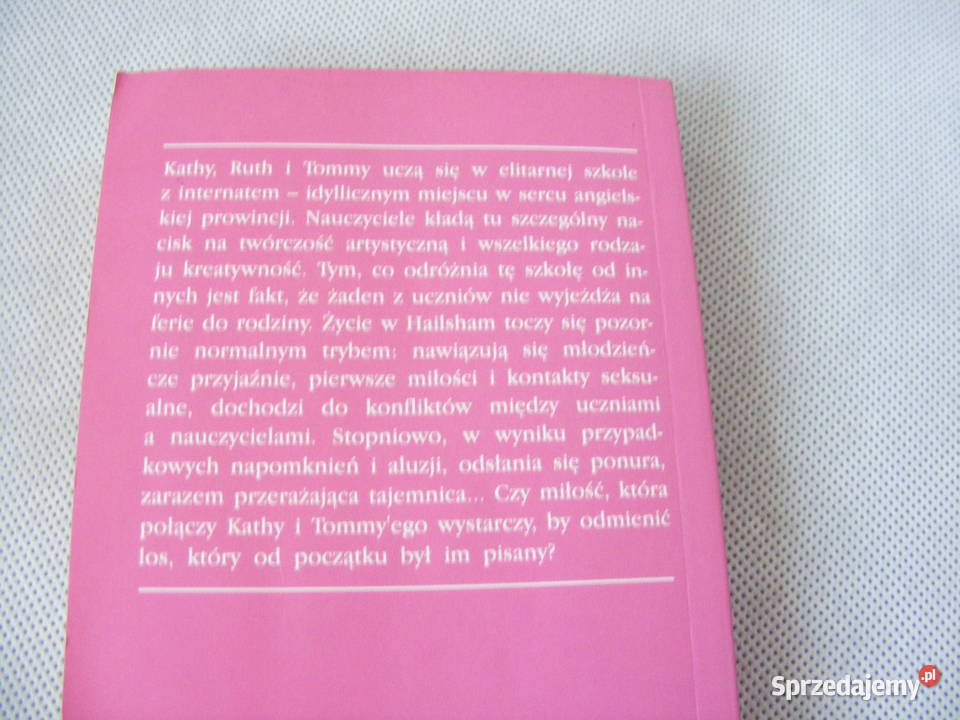 Kathy, Ruth i Tommy uczą się w elitarnej szkole
z internatem – idyllicznym miejscu w sercu angiels-
kiej prowincji. Nauczyciele kładą tu szczególny na-
cisk na twórczość artystyczną i wszelkiego rodza-
ju kreatywność. Tym, co odróżnia tę szkołę od in-
nych jest fakt, że żaden z uczniów nie wyjeżdża na
ferie do rodziny. Życie w Hailsham toczy się pozor-
nie normalnym trybem: nawiązują się młodzień-
cze przyjaźnie, pierwsze miłości i kontakty seksu-
alne, dochodzi do konfliktów między uczniami
a nauczycielami. Stopniowo, w wyniku przypad-
kowych napomknień i aluzji, odsłania się ponura,
zarazem przerażająca tajemnica... Czy miłość, która
połączy Kathy i Tommy'ego wystarczy, by odmienić
los, który od początku był im pisany?
Sprzedajemy.pl